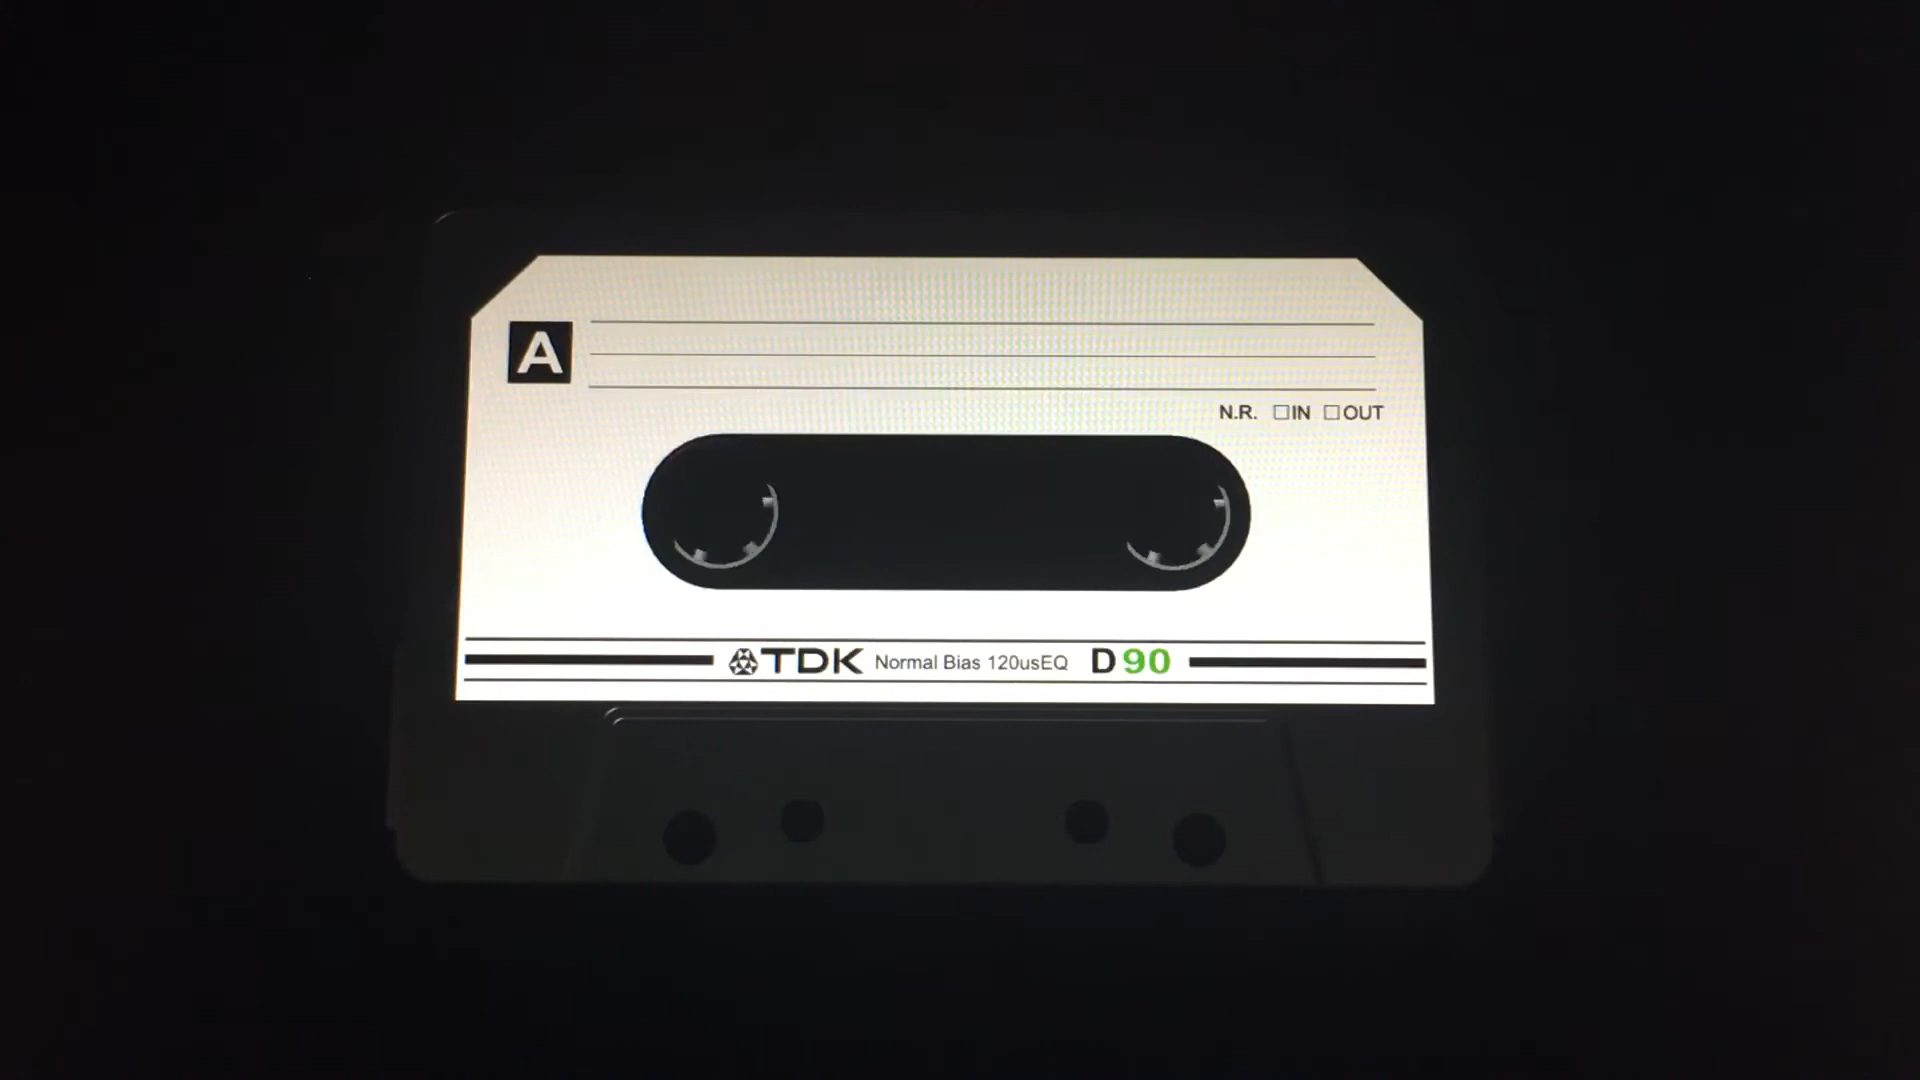 A
N.R. ☐IN ☐OUT
TDK Normal Bias 120usEQ D90